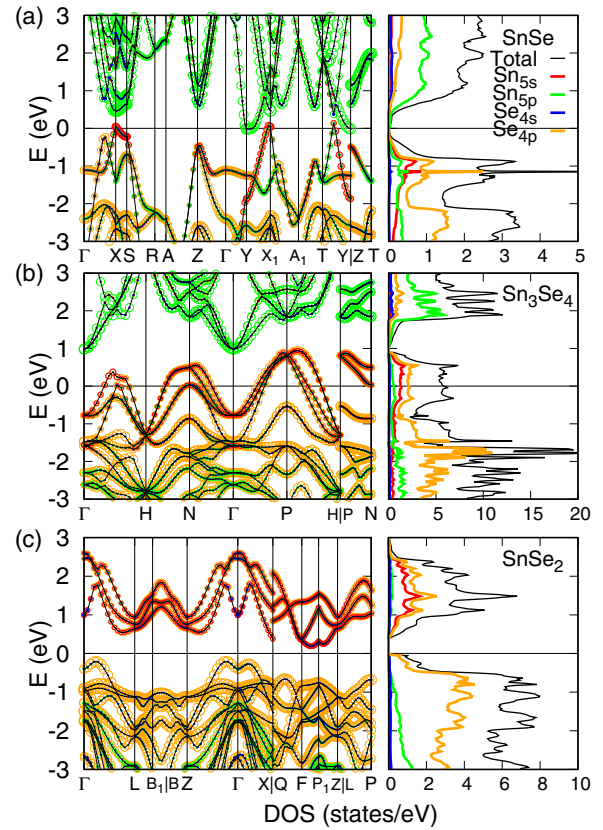 (a)
E (eV)
3
2
1
0
-1
-2
-3
Γ X S R A Z Γ Y X₁ A₁ T Y|Z T
SnSe
Total
Sn5s
Sn5p
Se4s
Se4p
0 1 2 3 4 5
(b)
E (eV)
3
2
1
0
-1
-2
-3
Γ H N Γ P H|P N
Sn₃Se₄
0 5 10 15 20
(c)
E (eV)
3
2
1
0
-1
-2
-3
Γ L B₁|B Z Γ X|Q F P₁ Z|L P
SnSe₂
0 2 4 6 8 10
DOS (states/eV)